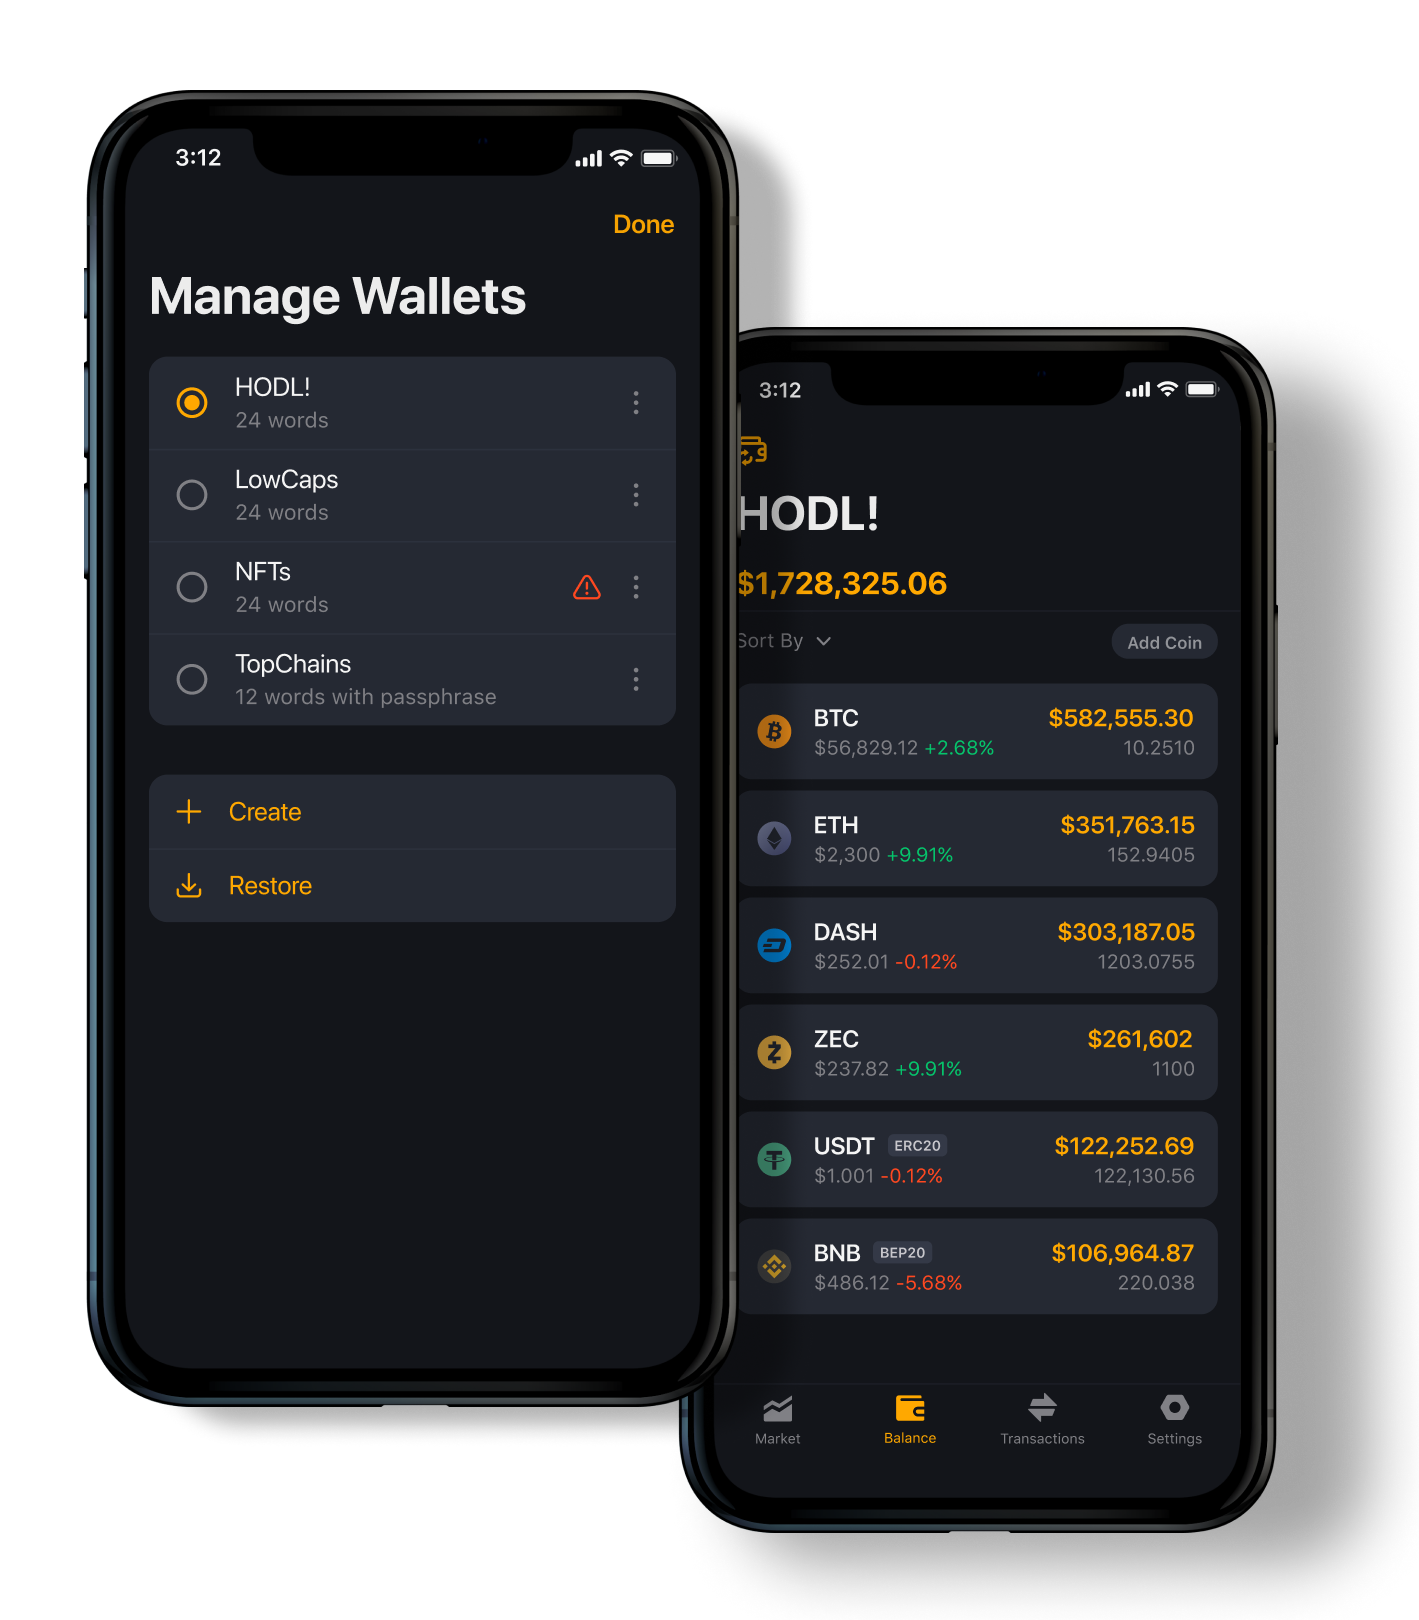 3:12
Done
Manage Wallets
HODL!
24 words
LowCaps
24 words
NFTs
24 words
TopChains
12 words with passphrase
Create
Restore
3:12
HODL!
$1,728,325.06
Sort By
Add Coin
BTC $582,555.30
$56,829.12 +2.68% 10.2510
ETH $351,763.15
$2,300 +9.91% 152.9405
DASH $303,187.05
$252.01 -0.12% 1203.0755
ZEC $261,602
$237.82 +9.91% 1100
USDT ERC20 $122,252.69
$1.001 -0.12% 122,130.56
BNB BEP20 $106,964.87
$486.12 -5.68% 220.038
Market Balance Transactions Settings